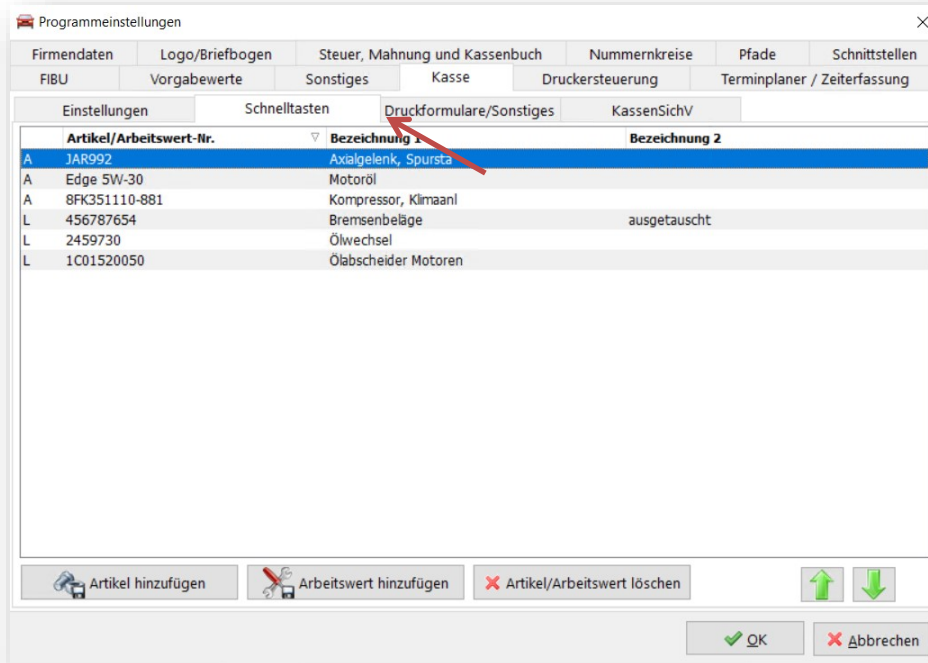 Programmeinstellungen
Firmendaten Logo/Briefbogen Steuer, Mahnung und Kassenbuch Nummernkreise Pfade Schnittstellen
FIBU Vorgabewerte Sonstiges Kasse Druckersteuerung Terminplaner / Zeiterfassung
Einstellungen Schnelltasten Druckformulare/Sonstiges KassenSichV
Artikel/Arbeitswert-Nr. Bezeichnung 1 Bezeichnung 2
A JAR992 Axialgelenk, Spursta
A Edge 5W-30 Motoröl
A 8FK351110-881 Kompressor, Klimaanl
L 456787654 Bremsenbeläge ausgetauscht
L 2459730 Ölwechsel
L 1C01520050 Ölabscheider Motoren
Artikel hinzufügen Arbeitswert hinzufügen Artikel/Arbeitswert löschen
OK Abbrechen